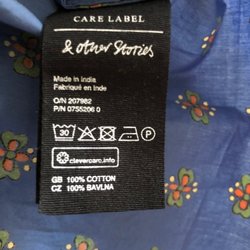 CARE LABEL
& other Stories
Made in India
Fabriqué en Inde
O/N 207982
P/N 0755206 0
30
P
clevercare.info
GB 100% COTTON
CZ 100% BAVLNA